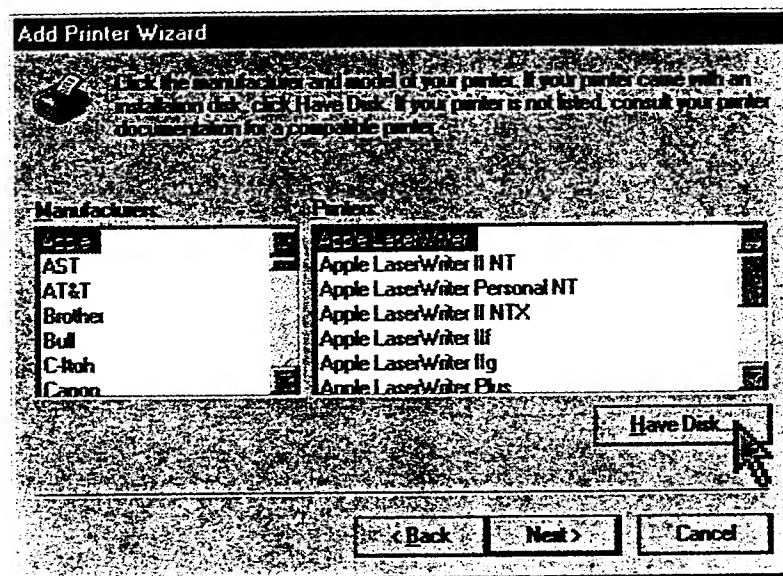 Add Printer Wizard
Click the manufacturer and model of your printer. If your printer came with an
installation disk, click Have Disk. If your printer is not listed, consult your printer
documentation for a compatible printer.
Manufacturers:
Printers:
Apple
AST
AT&T
Brother
Bull
C-Itoh
Canon
Apple LaserWriter
Apple LaserWriter II NT
Apple LaserWriter Personal NT
Apple LaserWriter II NTX
Apple LaserWriter IIf
Apple LaserWriter IIg
Apple LaserWriter Plus
Have Disk...
< Back
Next >
Cancel